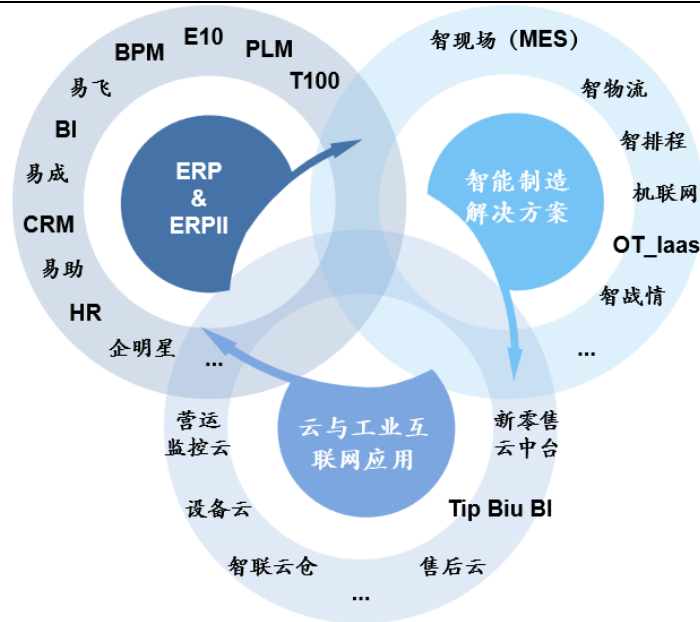 E10
BPM
PLM
T100
易飞
BI
易成
CRM
易助
HR
企明星
...
ERP
&
ERPII
智现场（MES）
智物流
智排程
机联网
OT_Iaas
智战情
...
智能制造
解决方案
云与工业互
联网应用
营运
监控云
设备云
智联云仓
...
售后云
Tip Biu BI
新零售
云中台